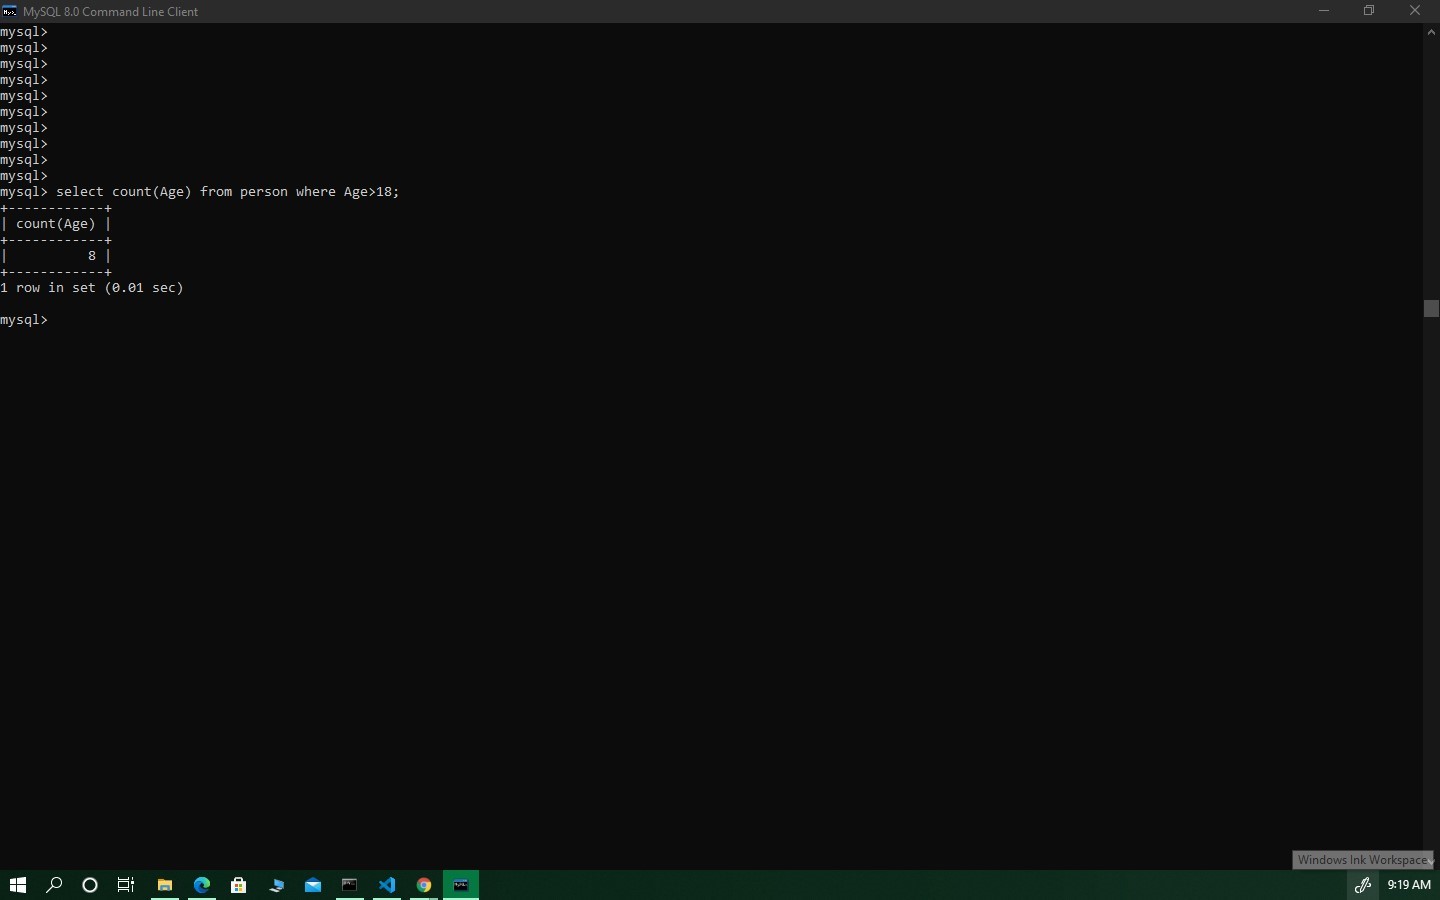 MySQL 8.0 Command Line Client
mysql>
mysql>
mysql>
mysql>
mysql>
mysql>
mysql>
mysql>
mysql>
mysql>
mysql> select count(Age) from person where Age>18;
+------------+
| count(Age) |
+------------+
|          8 |
+------------+
1 row in set (0.01 sec)
mysql>
Windows Ink Workspace
9:19 AM